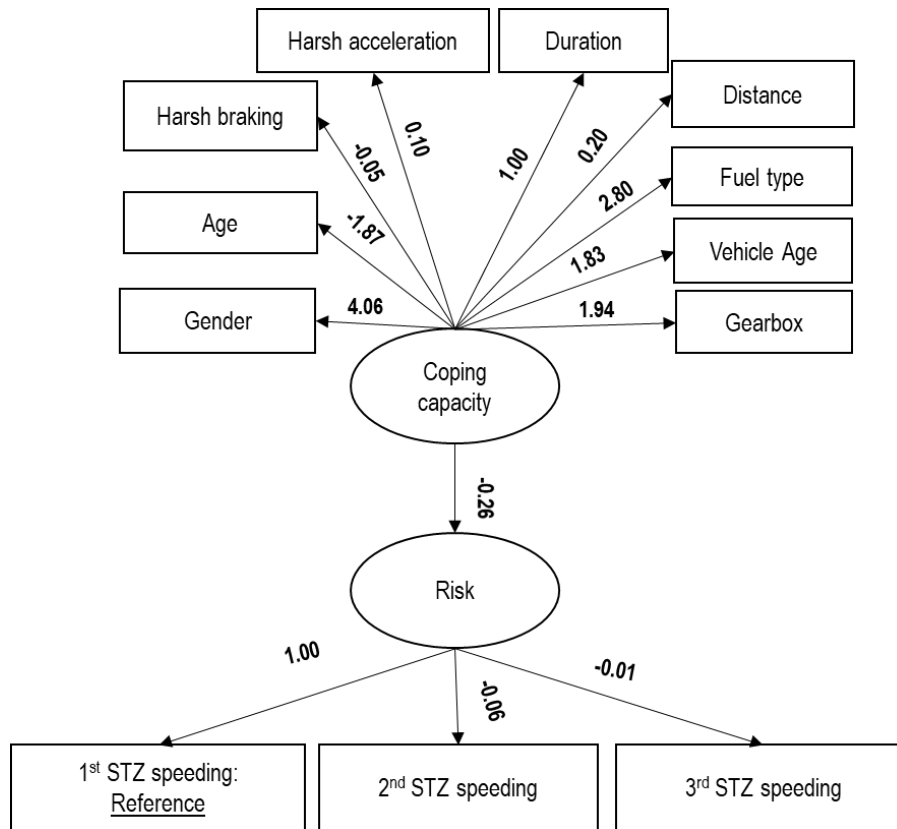 Harsh acceleration
Duration
Distance
Harsh braking
0.10
1.00
0.20
-0.05
Fuel type
2.80
Age
-1.87
1.83
Vehicle Age
Gender
4.06
1.94
Gearbox
Coping
capacity
-0.26
Risk
1.00
-0.06
-0.01
1st STZ speeding:
Reference
2nd STZ speeding
3rd STZ speeding